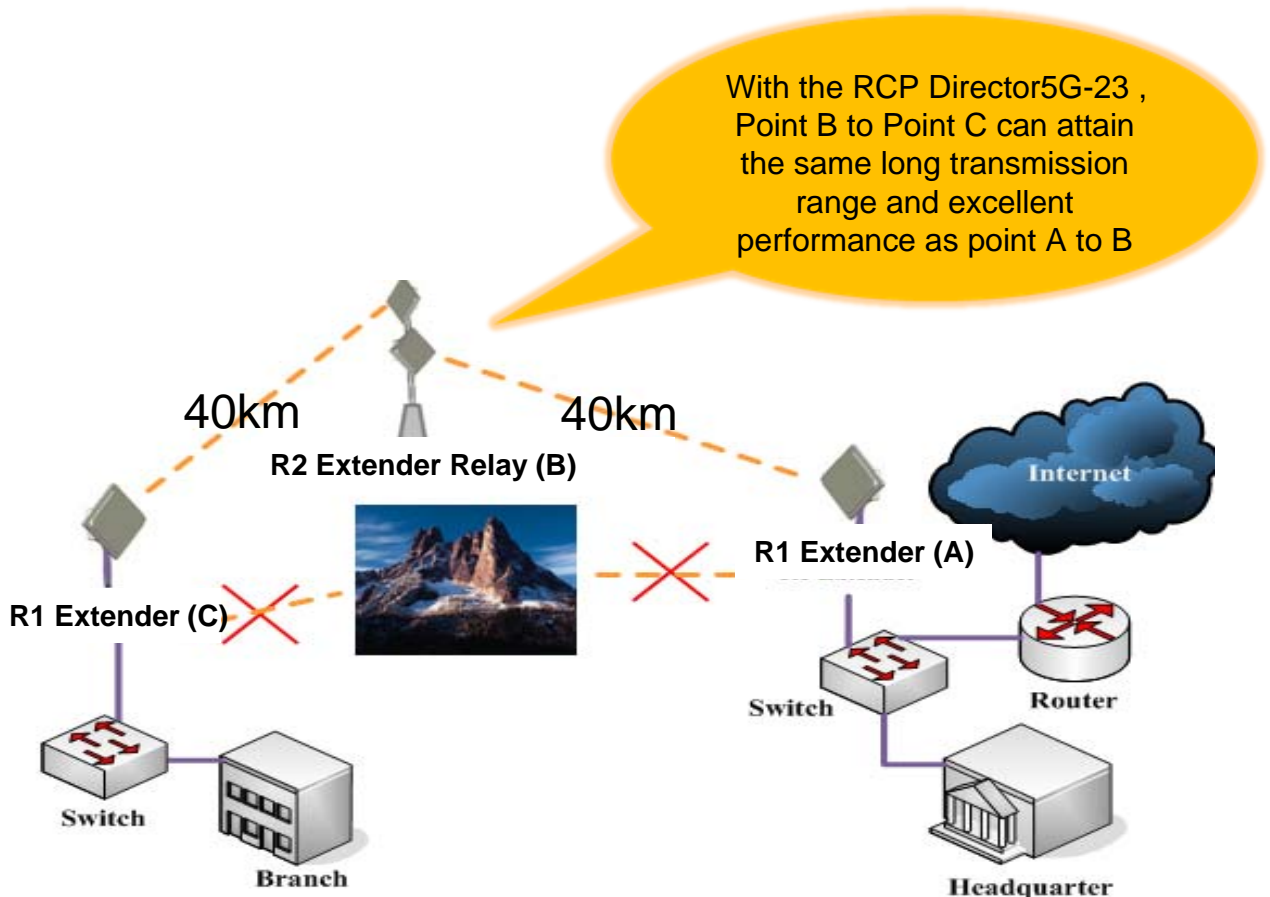 With the RCP Director5G-23 ,
Point B to Point C can attain
the same long transmission
range and excellent
performance as point A to B
40km
40km
R2 Extender Relay (B)
Internet
R1 Extender (A)
R1 Extender (C)
Switch
Router
Switch
Branch
Headquarter